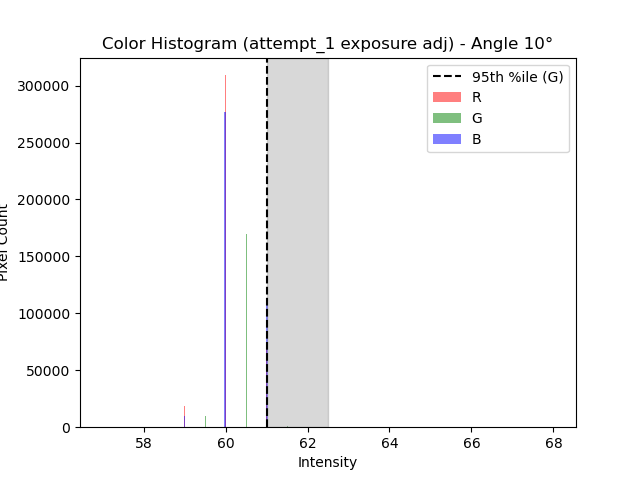 Color Histogram (attempt_1 exposure adj) - Angle 10°
300000
250000
200000
150000
100000
50000
0
Pixel Count
95th %ile (G)
R
G
B
58
60
62
64
66
68
Intensity